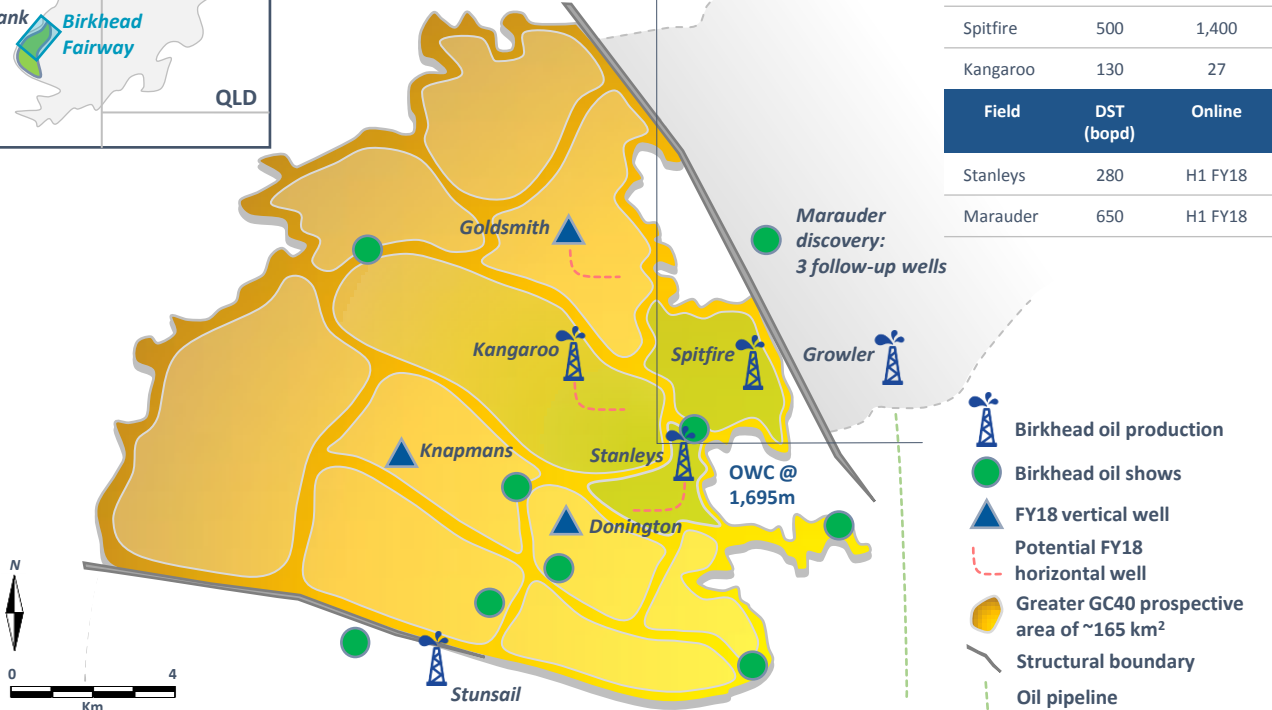 Birkhead
Fairway
QLD
Spitfire 500 1,400
Kangaroo 130 27
Field DST Online
(bopd)
Stanleys 280 H1 FY18
Marauder 650 H1 FY18
Goldsmith
Marauder
discovery:
3 follow-up wells
Kangaroo
Spitfire
Growler
Knapmans
Stanleys
OWC @
1,695m
Donington
Stunsail
N
0 4
Km
Birkhead oil production
Birkhead oil shows
FY18 vertical well
Potential FY18
horizontal well
Greater GC40 prospective
area of ~165 km²
Structural boundary
Oil pipeline